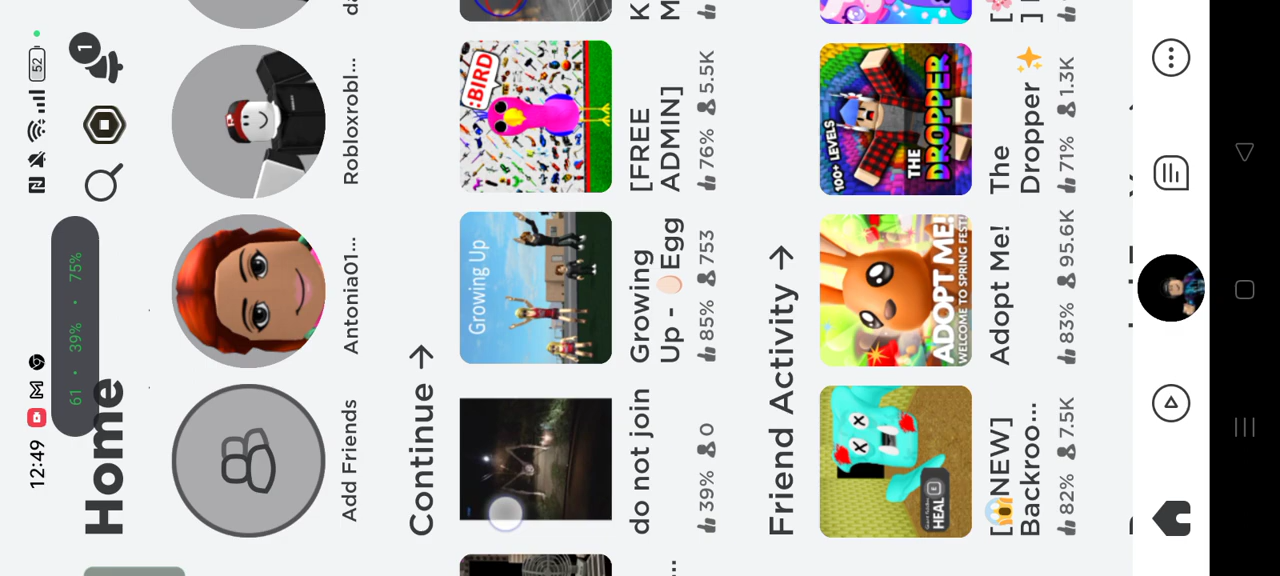 12:49
52
61 • 39% • 75%
Home
1
Add Friends
Antonia01...
Robloxrobl...
Continue →
Growing Up
:BIRD
do not join
39% 0
Growing
Up - 🥚Egg
85% 753
[FREE
ADMIN]
76% 5.5K
K
M
Friend Activity →
HEAL
E
ADOPT ME!
WELCOME TO SPRING FEST!
100+ LEVELS
THE
DROPPER
[😱NEW]
Backroo...
82% 7.5K
Adopt Me!
83% 95.6K
The
Dropper ✨
71% 1.3K
[🌸
]